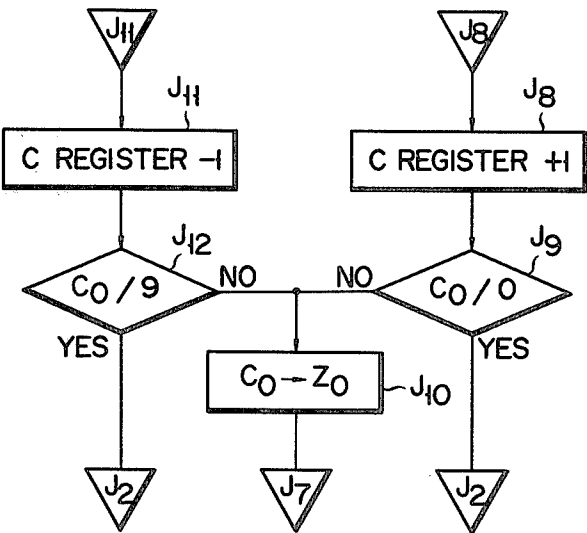 J11
J8
J11
J8
C REGISTER -1
C REGISTER +1
J12
J9
C0/9
NO
NO
C0/0
YES
YES
C0→Z0
J10
J2
J7
J2